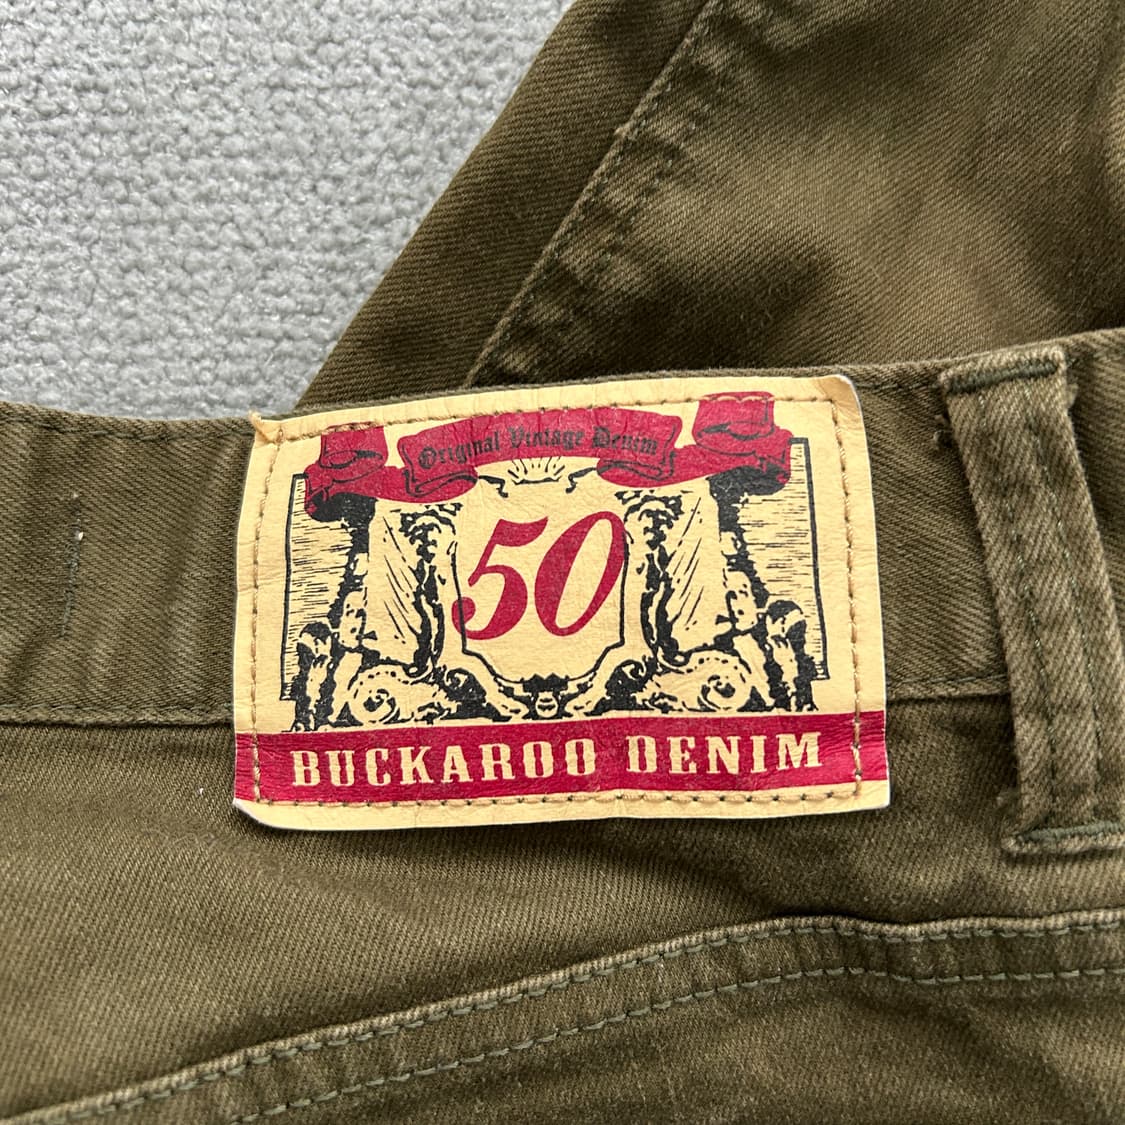 Original Vintage Denim
50
BUCKAROO DENIM